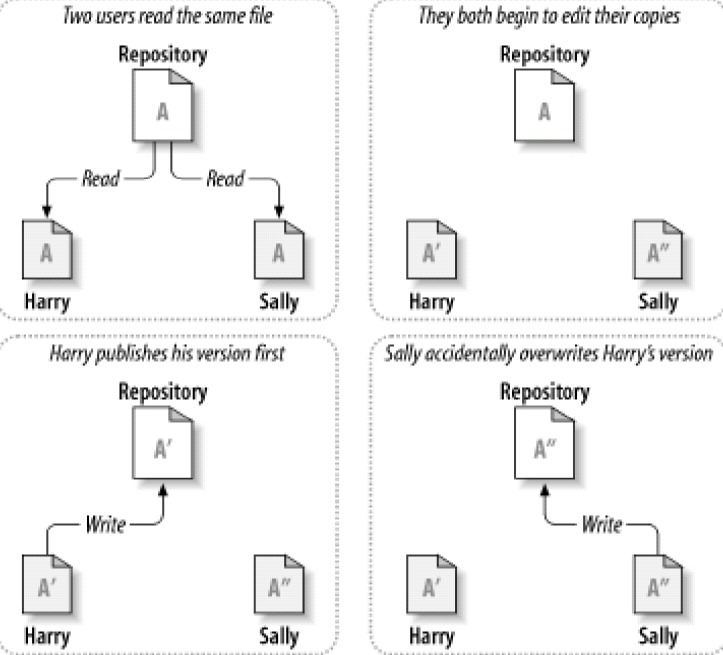 Two users read the same file
Repository
A
Read Read
A A
Harry Sally
They both begin to edit their copies
Repository
A
A′ A″
Harry Sally
Harry publishes his version first
Repository
A′
Write
A′ A″
Harry Sally
Sally accidentally overwrites Harry’s version
Repository
A″
Write
A′ A″
Harry Sally